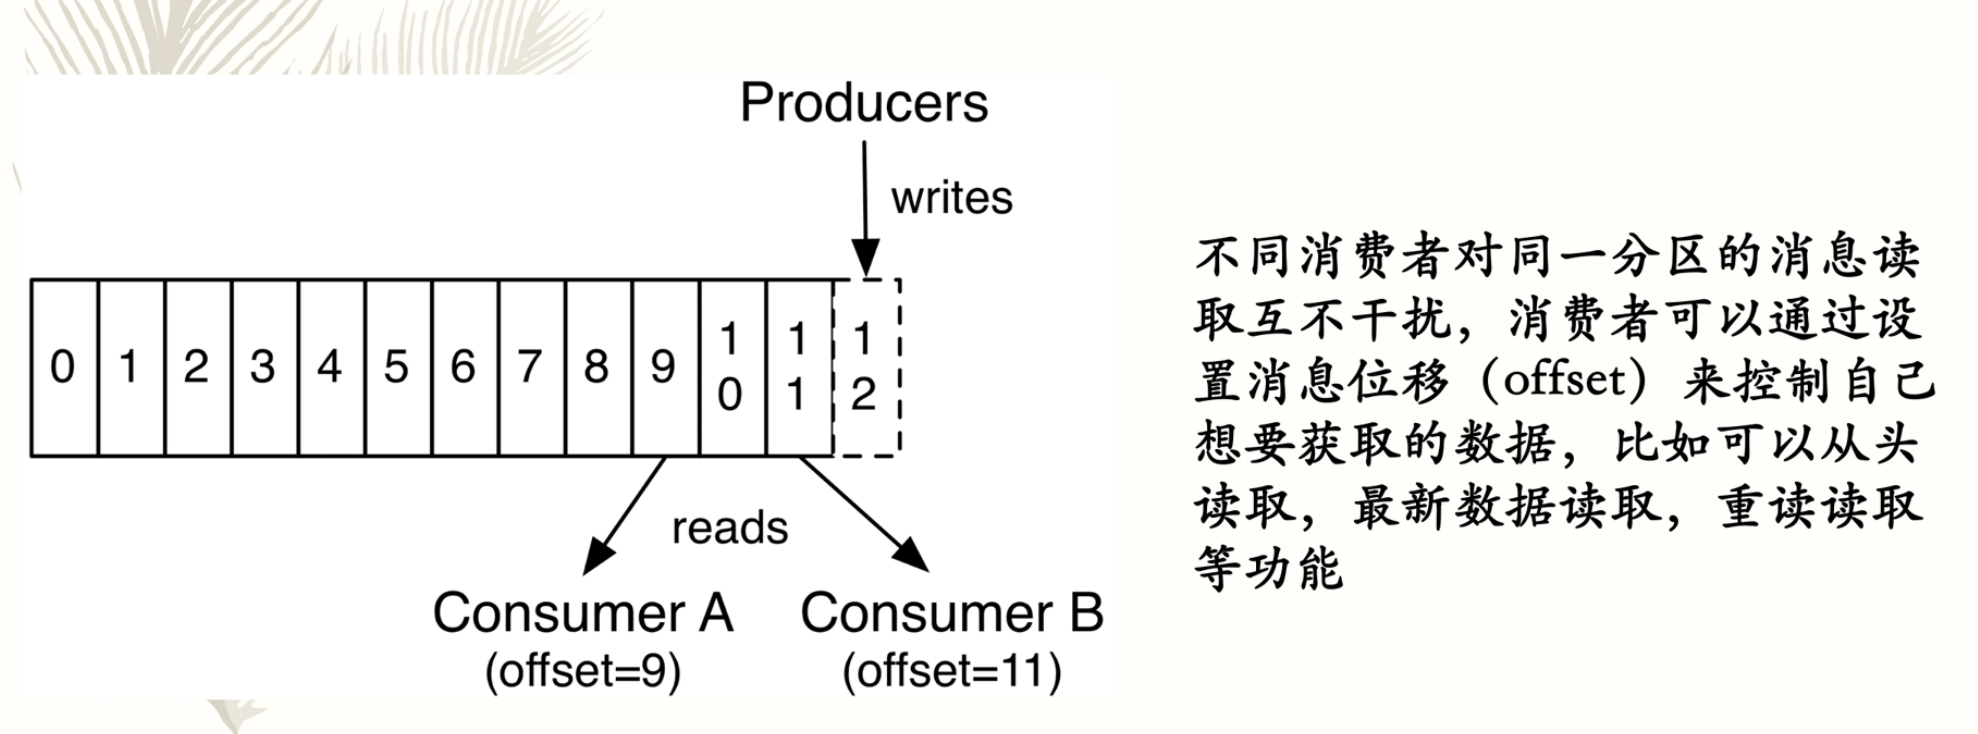 Producers
writes
0 1 2 3 4 5 6 7 8 9 10 11 12
reads
Consumer A
(offset=9)
Consumer B
(offset=11)
不同消费者对同一分区的消息读
取互不干扰，消费者可以通过设
置消息位移（offset）来控制自己
想要获取的数据，比如可以从头
读取，最新数据读取，重读读取
等功能